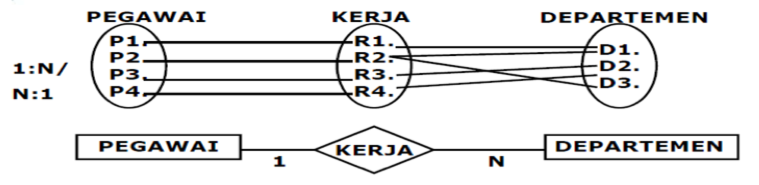 PEGAWAI KERJA DEPARTEMEN
P1. R1.
P2. R2. D1.
1:N/ P3. R3. D2.
N:1 P4. R4. D3.
PEGAWAI 1 KERJA N DEPARTEMEN